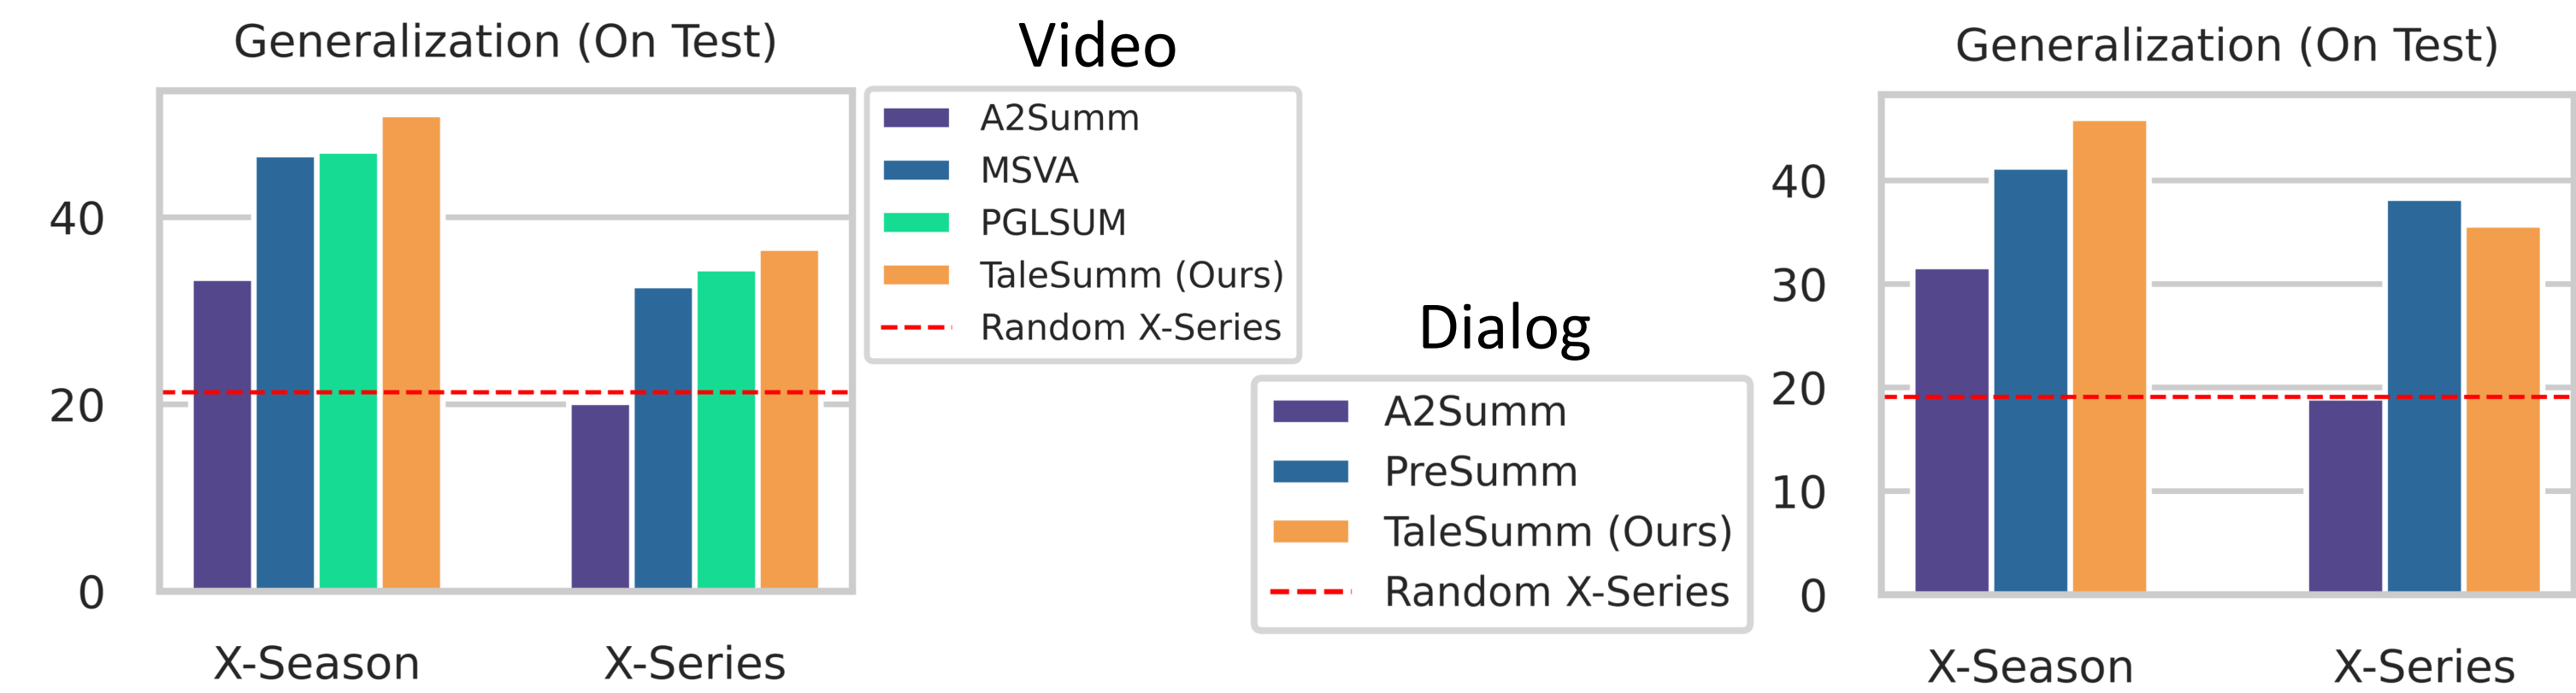 Generalization (On Test)
40
20
0
X-Season
X-Series
Video
A2Summ
MSVA
PGLSUM
TaleSumm (Ours)
Random X-Series
Dialog
A2Summ
PreSumm
TaleSumm (Ours)
Random X-Series
Generalization (On Test)
40
30
20
10
0
X-Season
X-Series